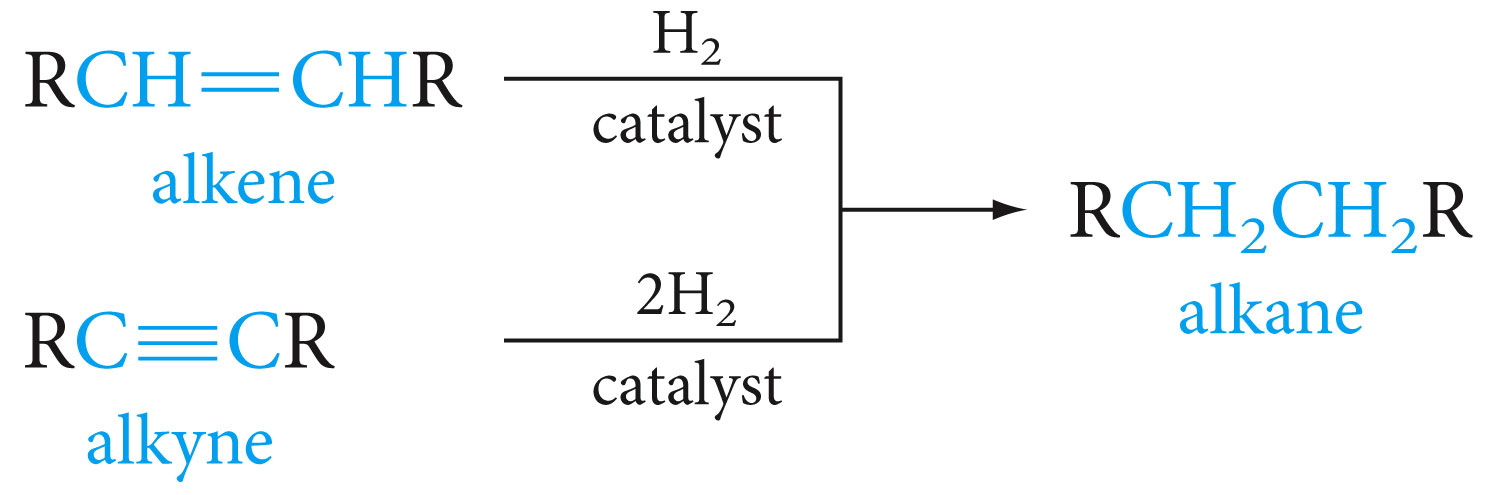 RCH=CHR
alkene
H₂
catalyst
RC≡CR
alkyne
2H₂
catalyst
RCH₂CH₂R
alkane